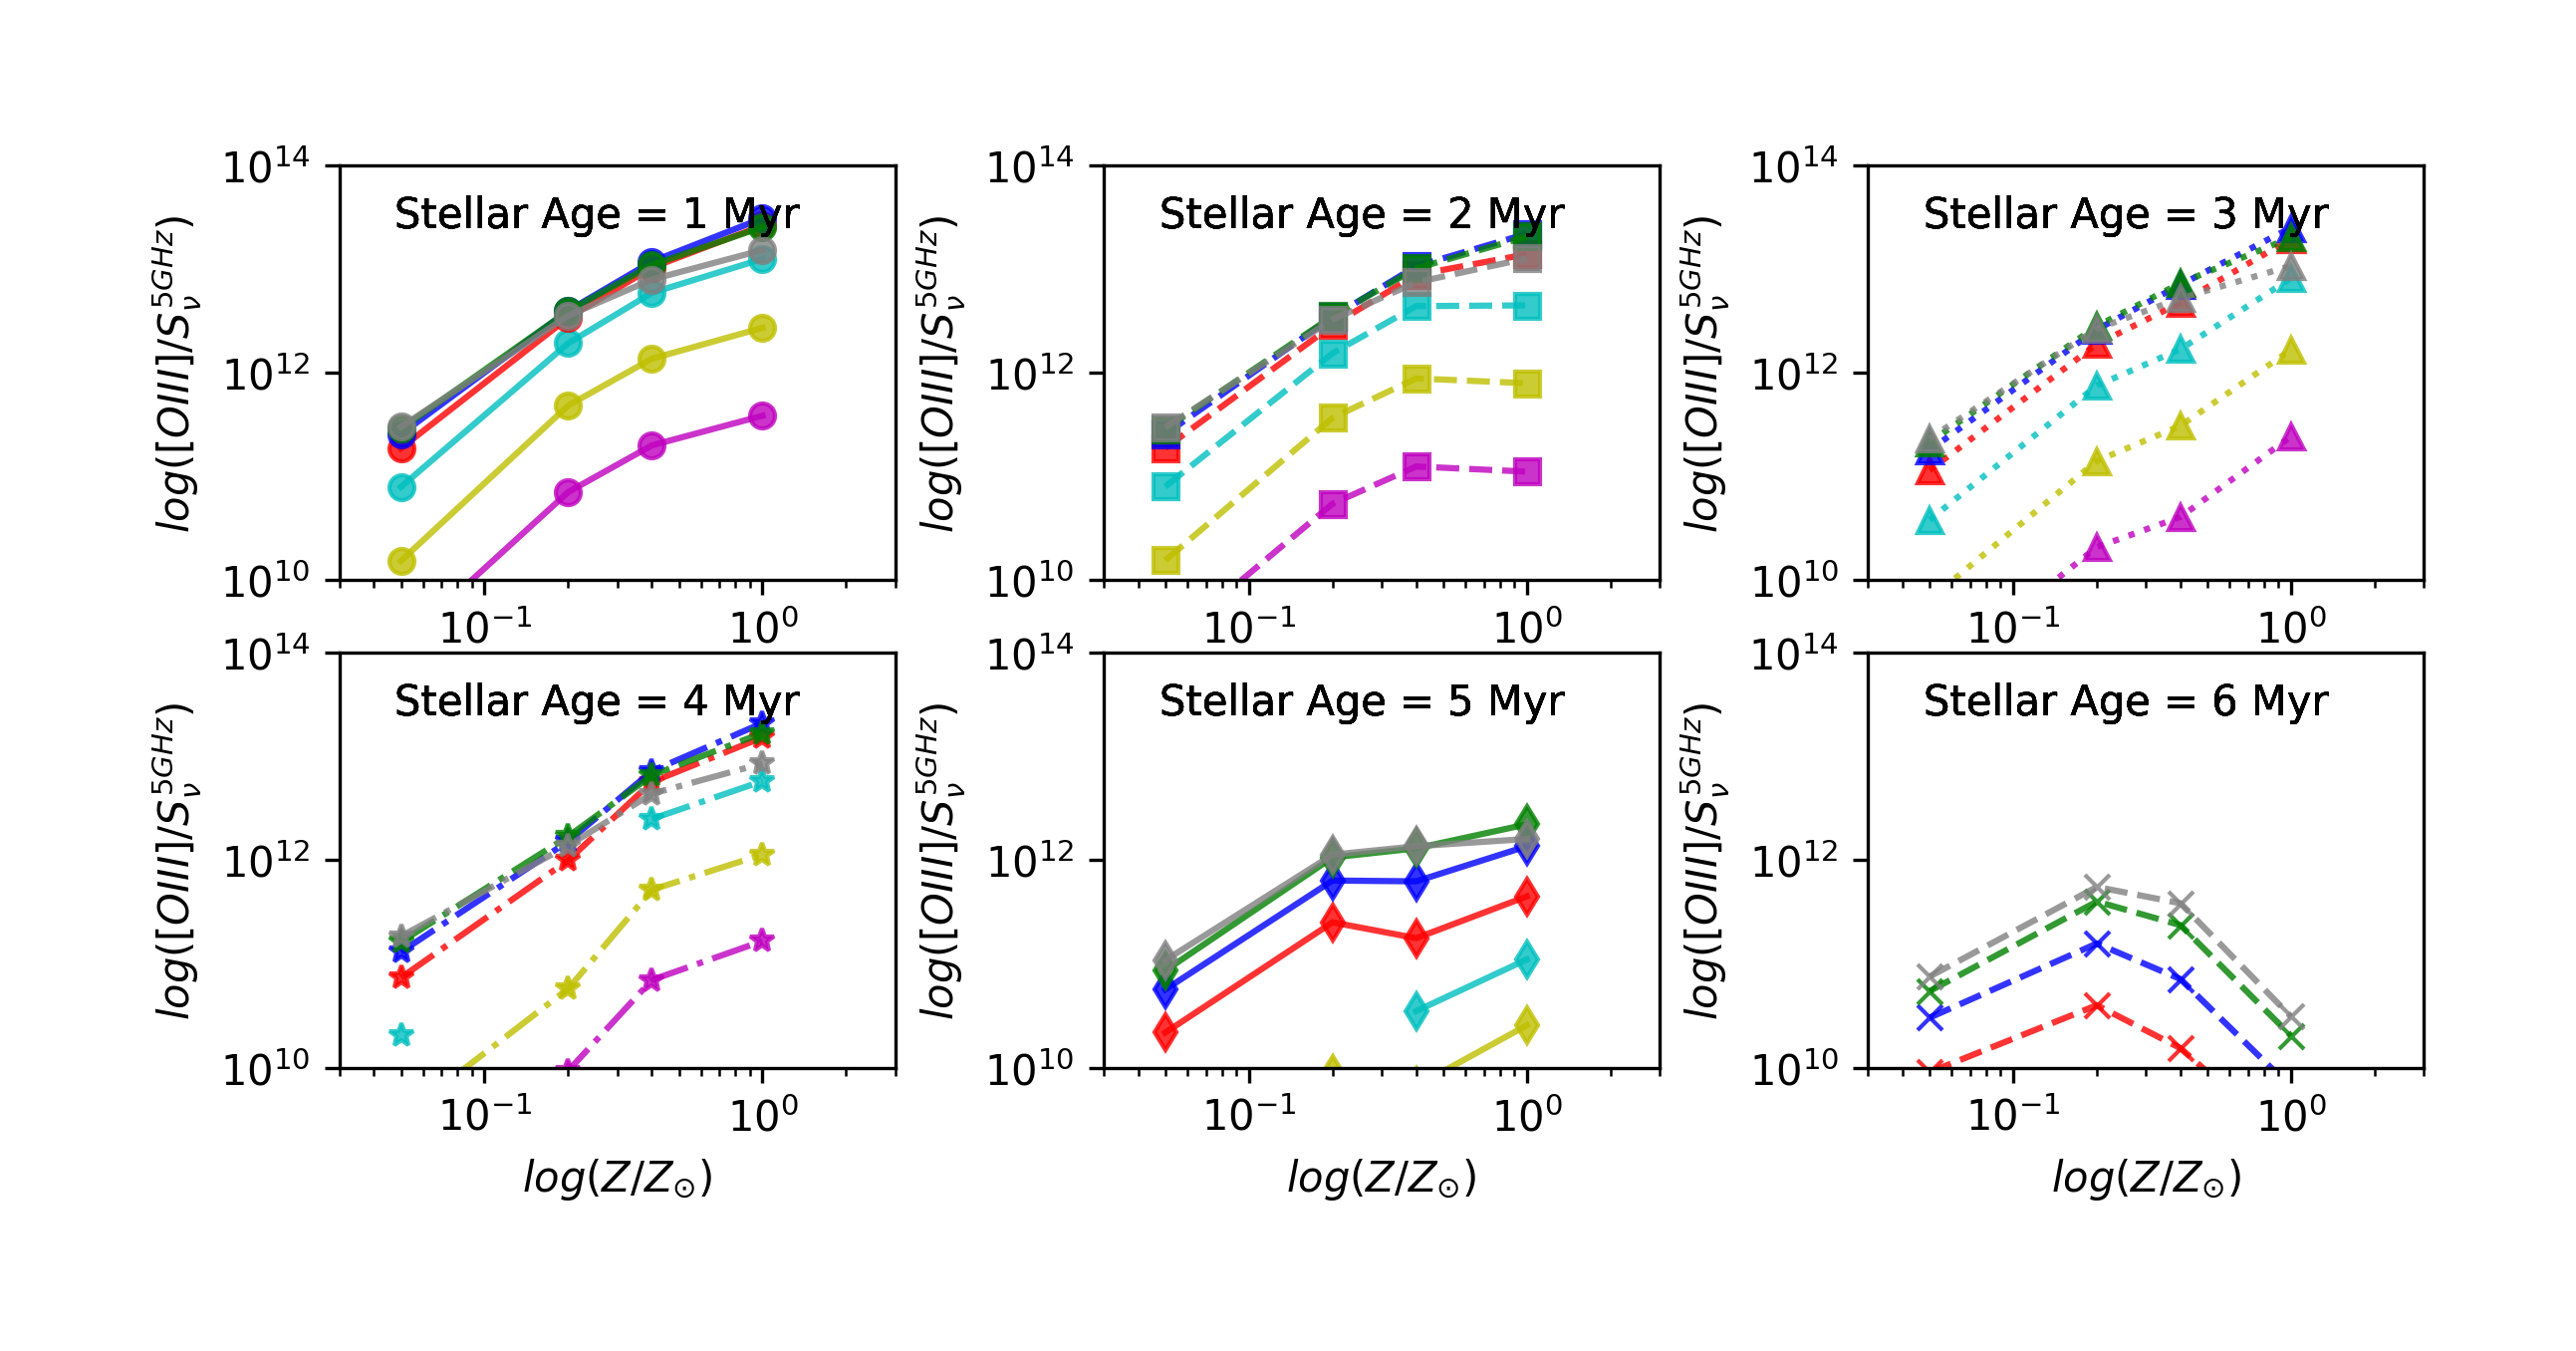 Stellar Age = 1 Myr
log([OIII]/S_ν^{5GHz})
10^{14}
10^{12}
10^{10}
10^{−1} 10^{0}
Stellar Age = 2 Myr
log([OIII]/S_ν^{5GHz})
10^{14}
10^{12}
10^{10}
10^{−1} 10^{0}
Stellar Age = 3 Myr
log([OIII]/S_ν^{5GHz})
10^{14}
10^{12}
10^{10}
10^{−1} 10^{0}
Stellar Age = 4 Myr
log([OIII]/S_ν^{5GHz})
10^{14}
10^{12}
10^{10}
10^{−1} 10^{0}
log(Z/Z_⊙)
Stellar Age = 5 Myr
log([OIII]/S_ν^{5GHz})
10^{14}
10^{12}
10^{10}
10^{−1} 10^{0}
log(Z/Z_⊙)
Stellar Age = 6 Myr
log([OIII]/S_ν^{5GHz})
10^{14}
10^{12}
10^{10}
10^{−1} 10^{0}
log(Z/Z_⊙)